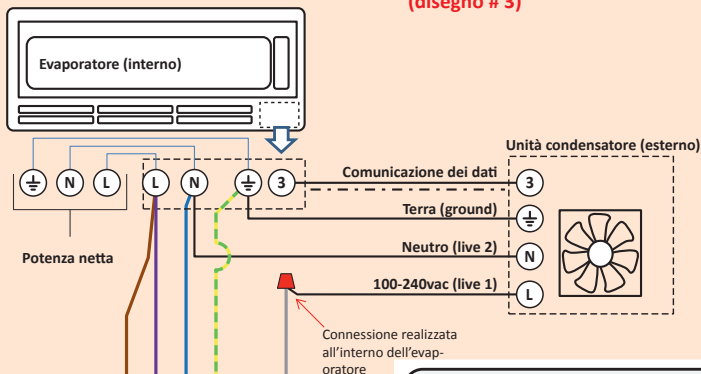 (disegno # 3)
Evaporatore (interno)
Unità condensatore (esterno)
N
L
L
N
3
Comunicazione dei dati
3
Terra (ground)
Neutro (live 2)
N
100-240vac (live 1)
L
Potenza netta
Connessione realizzata
all'interno dell'evap-
oratore